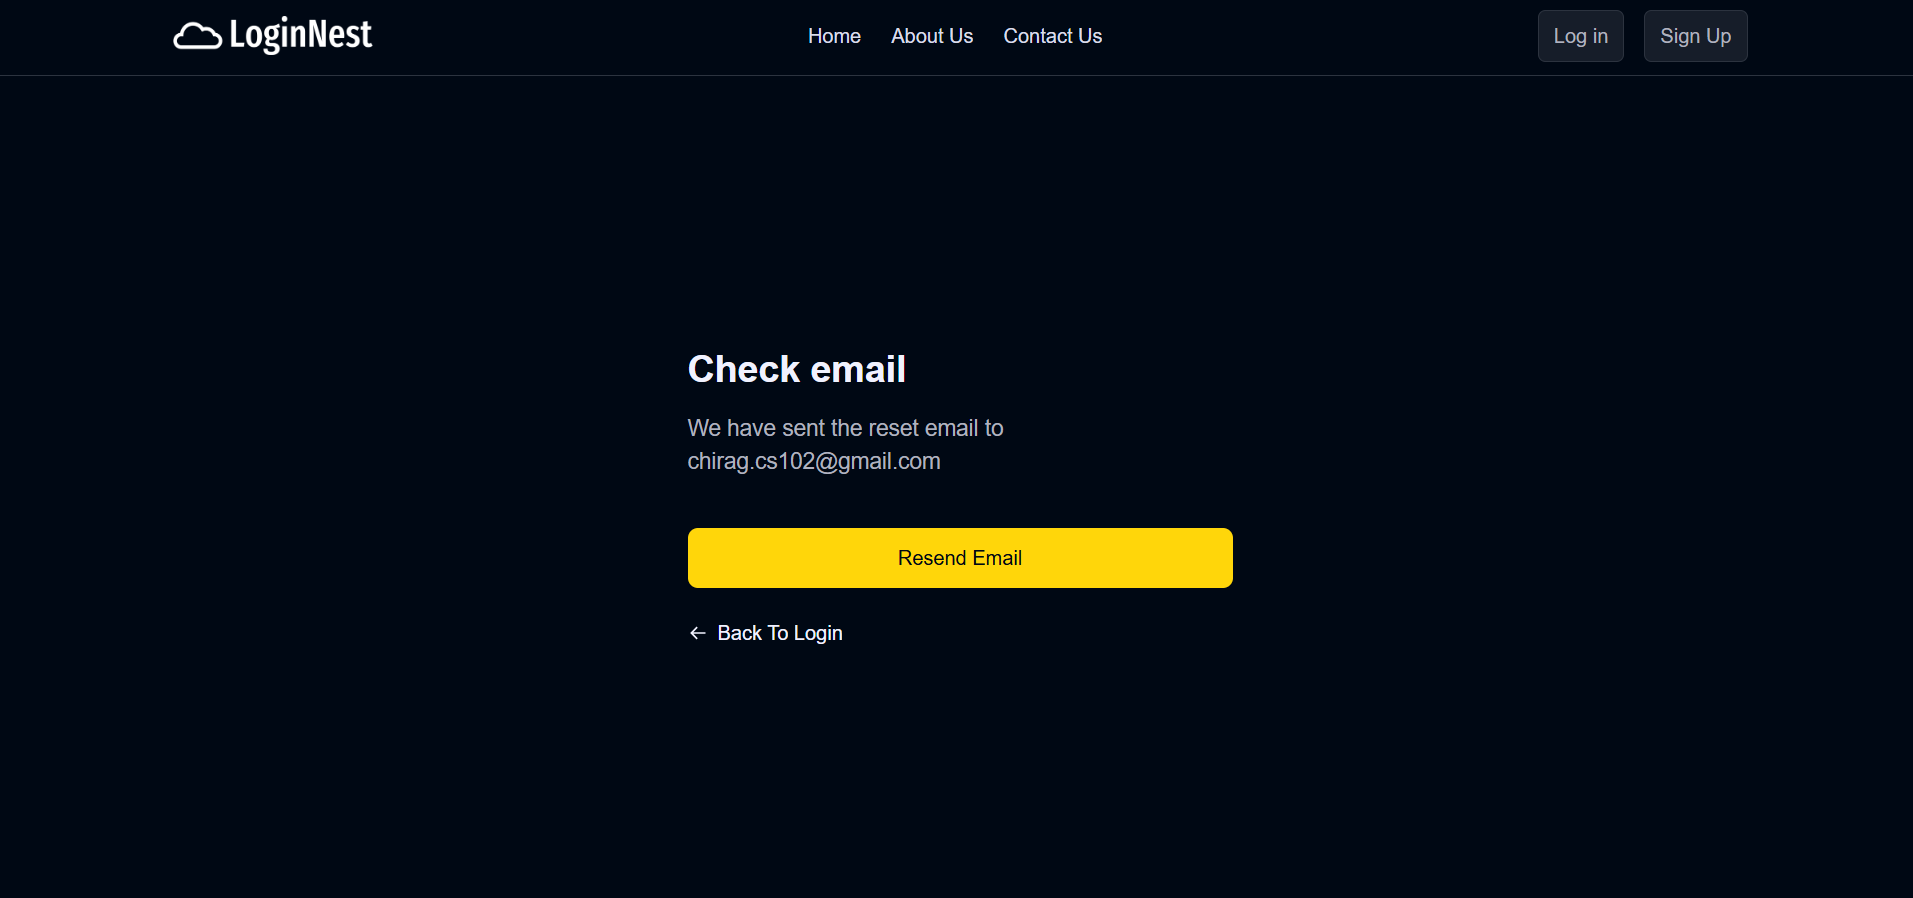 LoginNest
Home
About Us
Contact Us
Log in
Sign Up
Check email
We have sent the reset email to
chirag.cs102@gmail.com
Resend Email
Back To Login